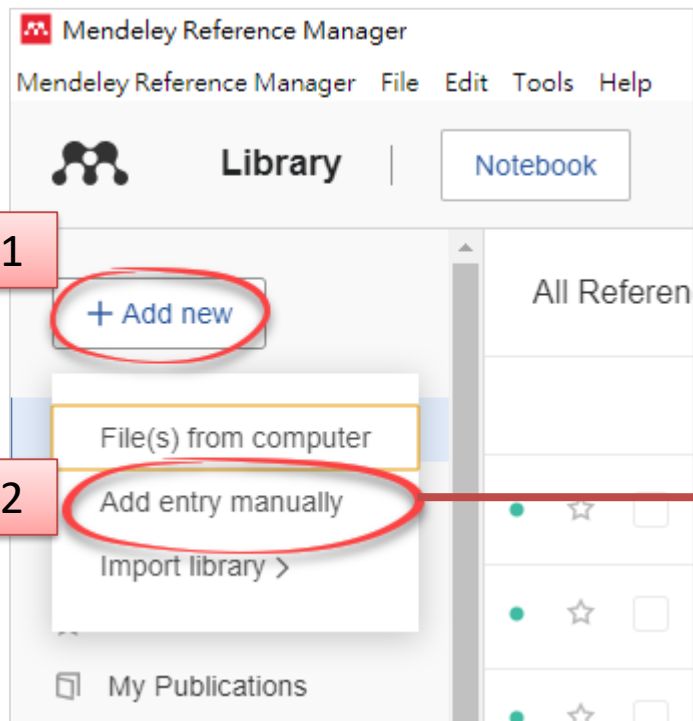 Mendeley Reference Manager
Mendeley Reference Manager File Edit Tools Help
Library | Notebook
1
+ Add new
All Referen
File(s) from computer
2
Add entry manually
Import library >
My Publications